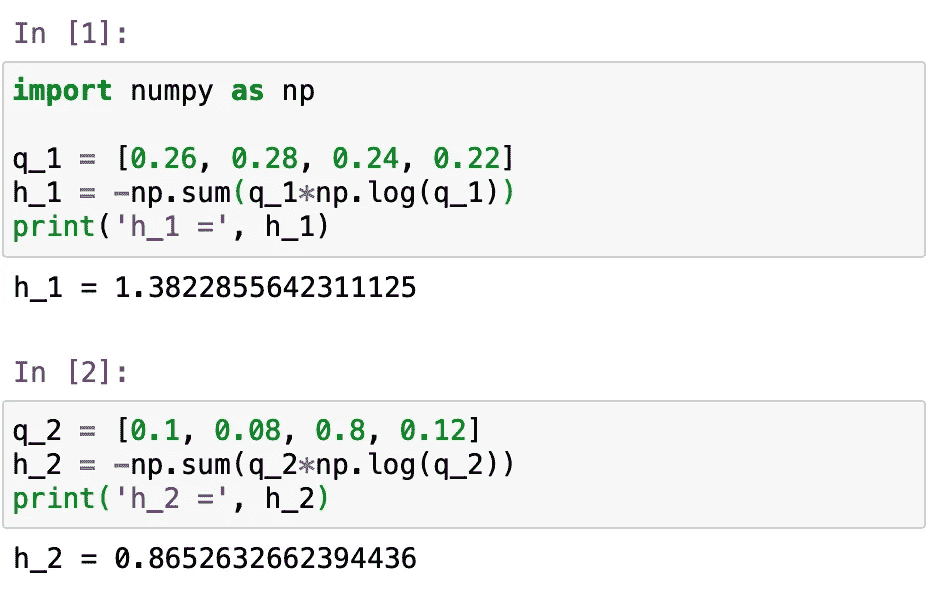 In [1]:
import numpy as np
q_1 = [0.26, 0.28, 0.24, 0.22]
h_1 = -np.sum(q_1*np.log(q_1))
print('h_1 =', h_1)
h_1 = 1.3822855642311125
In [2]:
q_2 = [0.1, 0.08, 0.8, 0.12]
h_2 = -np.sum(q_2*np.log(q_2))
print('h_2 =', h_2)
h_2 = 0.8652632662394436